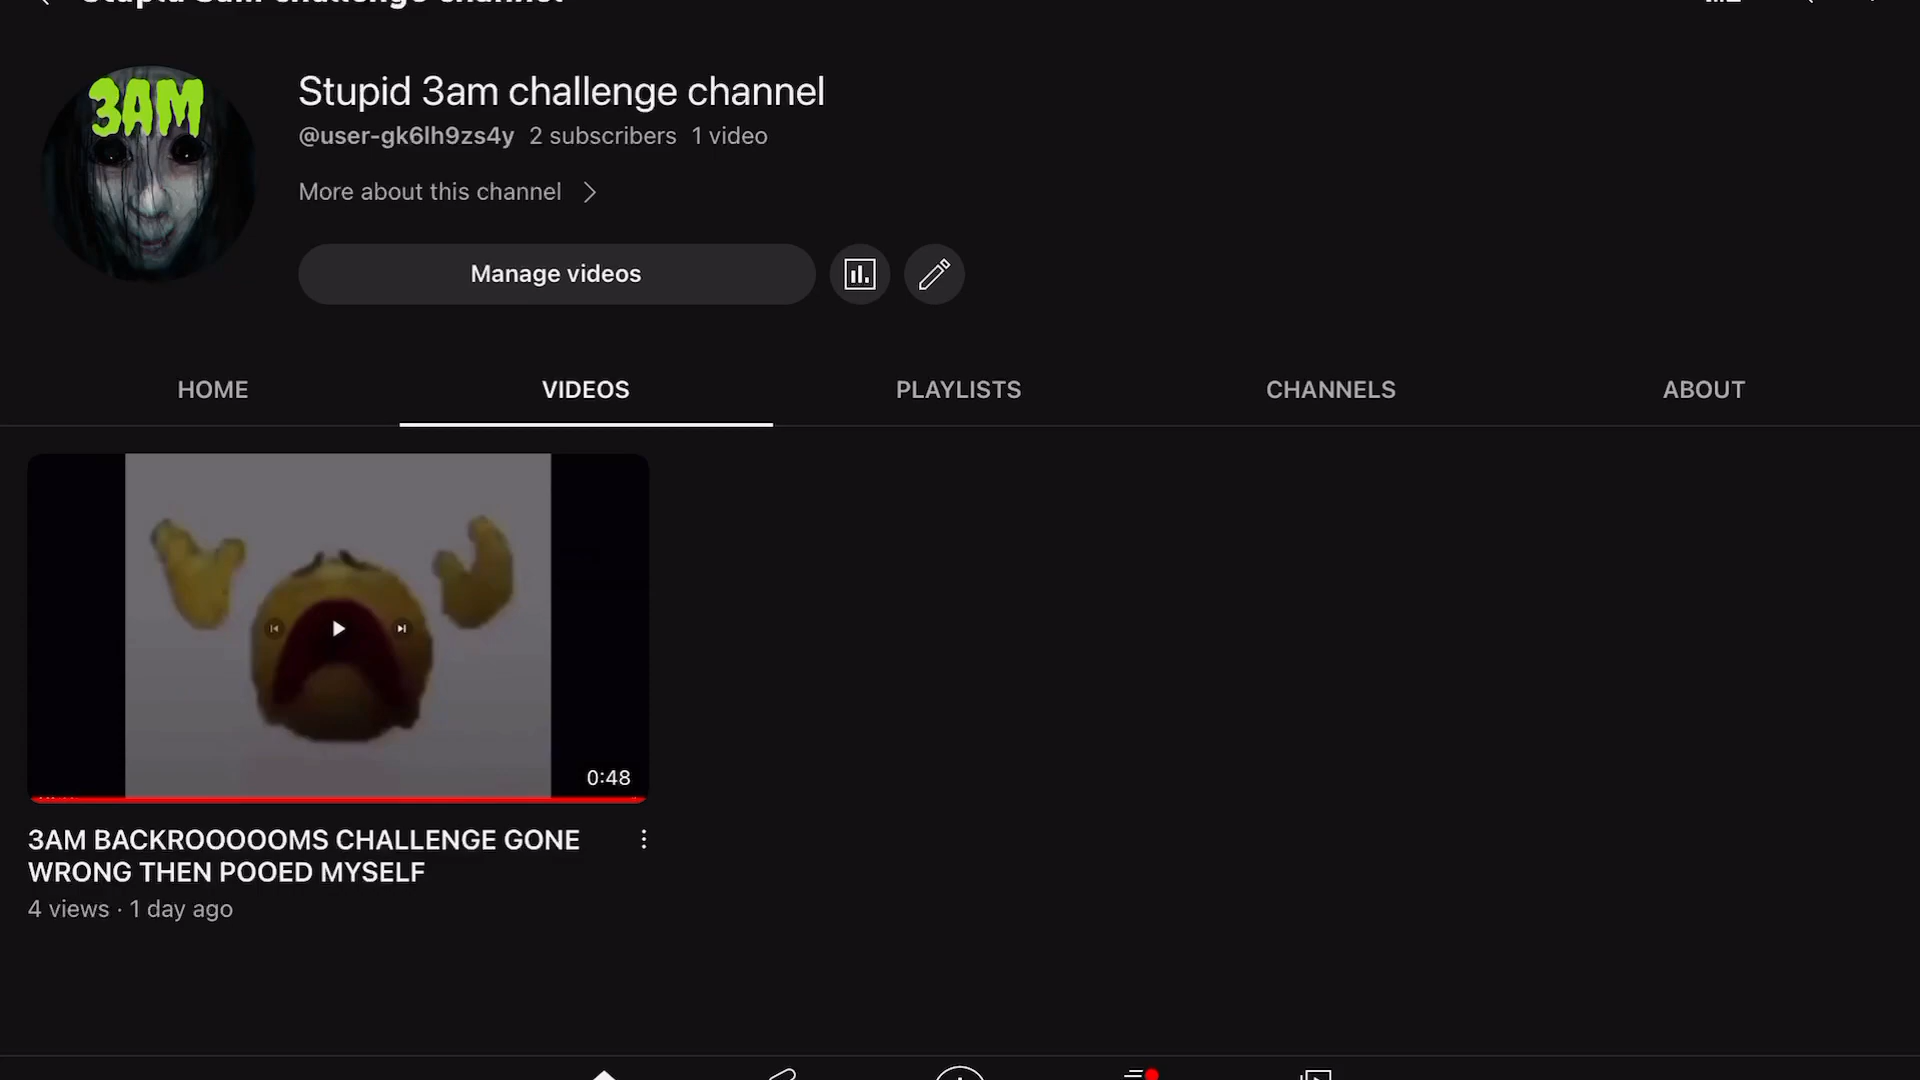 Stupid 3am challenge channel
3AM
Stupid 3am challenge channel
@user-gk6lh9zs4y 2 subscribers 1 video
More about this channel
Manage videos
HOME VIDEOS PLAYLISTS CHANNELS ABOUT
0:48
3AM BACKROOOOOMS CHALLENGE GONE
WRONG THEN POOED MYSELF
4 views · 1 day ago